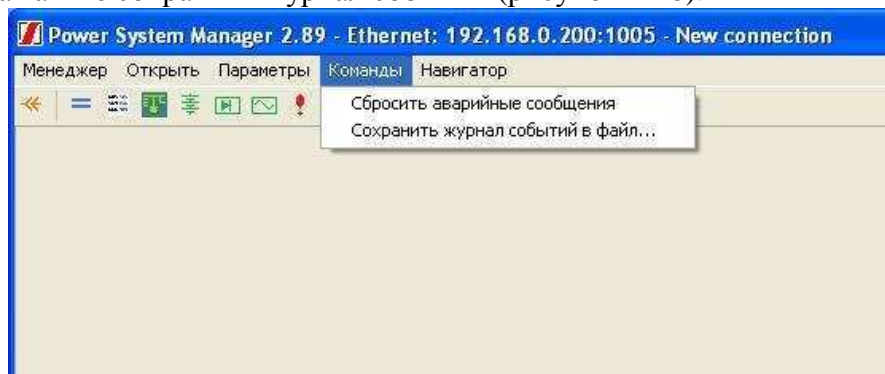 Power System Manager 2.89 - Ethernet: 192.168.0.200:1005 - New connection
Менеджер Открыть Параметры Команды Навигатор
Сбросить аварийные сообщения
Сохранить журнал событий в файл...